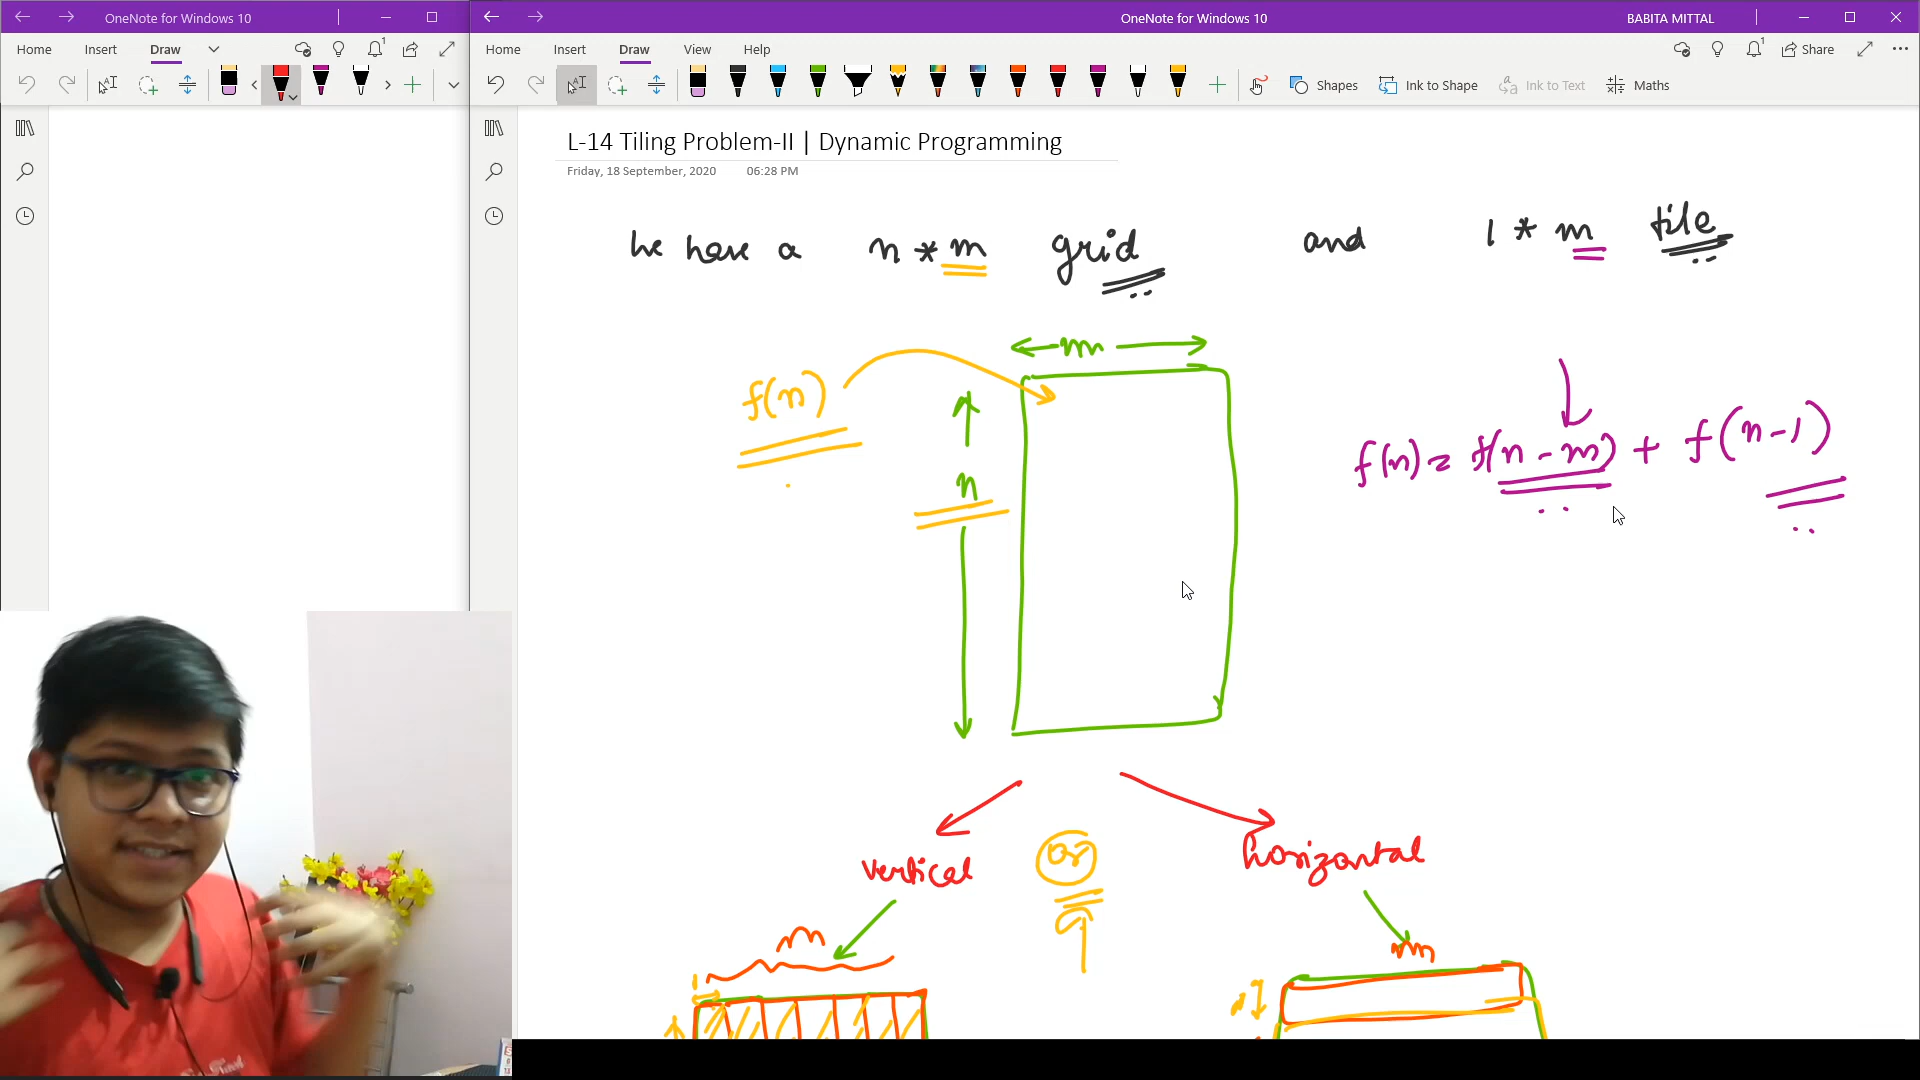 OneNote for Windows 10
OneNote for Windows 10
BABITA MITTAL
Home Insert Draw
Home Insert Draw View Help
Share
Shapes Ink to Shape Ink to Text Maths
L-14 Tiling Problem-II | Dynamic Programming
Friday, 18 September, 2020 06:28 PM
We have a n * m grid and 1 * m tile
m
f(n)
n
f(n) = f(n-m) + f(n-1)
vertical or horizontal
m
m
1